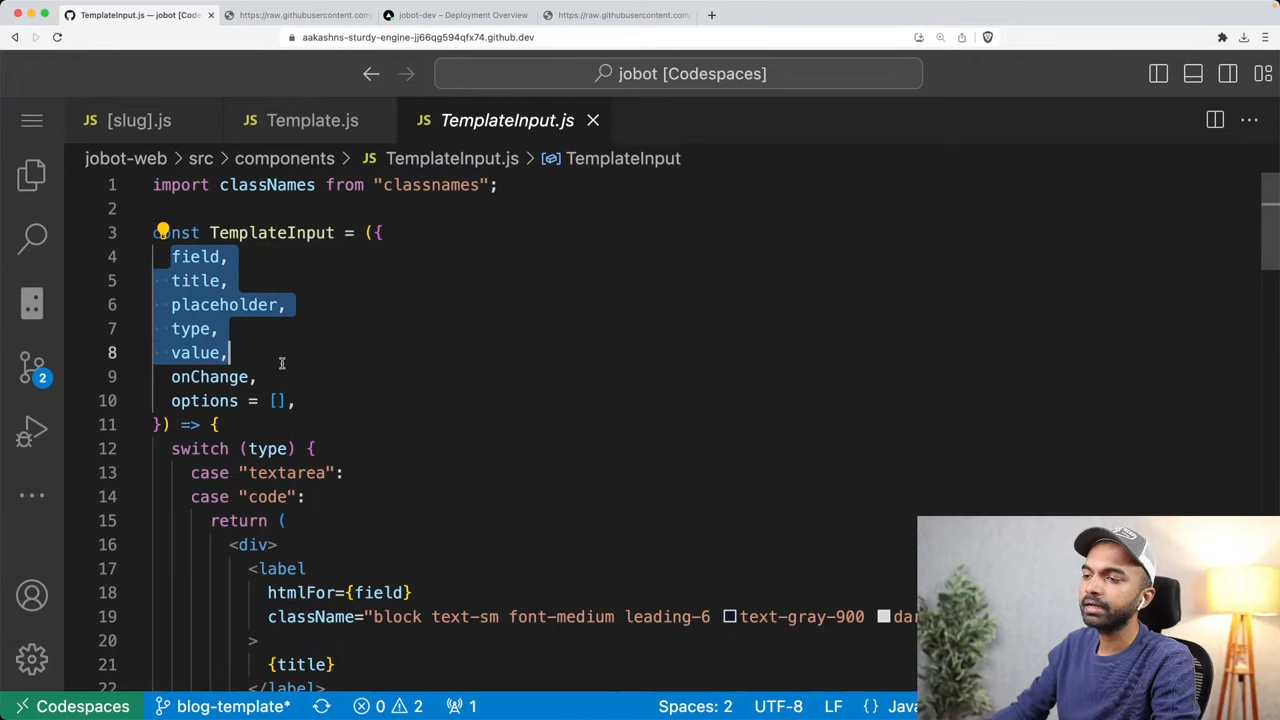 TemplateInput.js — jobot [Cod
https://raw.githubusercontent.com
jobot-dev – Deployment Overview
https://raw.githubusercontent.com
aakashns-sturdy-engine-jj66qg594qfx74.github.dev
jobot [Codespaces]
JS [slug].js
JS Template.js
JS TemplateInput.js
jobot-web > src > components > JS TemplateInput.js > TemplateInput
1 import classNames from "classnames";
2
3 const TemplateInput = ({
4 field,
5 title,
6 placeholder,
7 type,
8 value,
9 onChange,
10 options = [],
11 }) => {
12 switch (type) {
13 case "textarea":
14 case "code":
15 return (
16 <div>
17 <label
18 htmlFor={field}
19 className="block text-sm font-medium leading-6 text-gray-900 dar
20 >
21 {title}
22 </label>
2
Codespaces
blog-template*
0 2
1
Spaces: 2
UTF-8
LF
{} Java